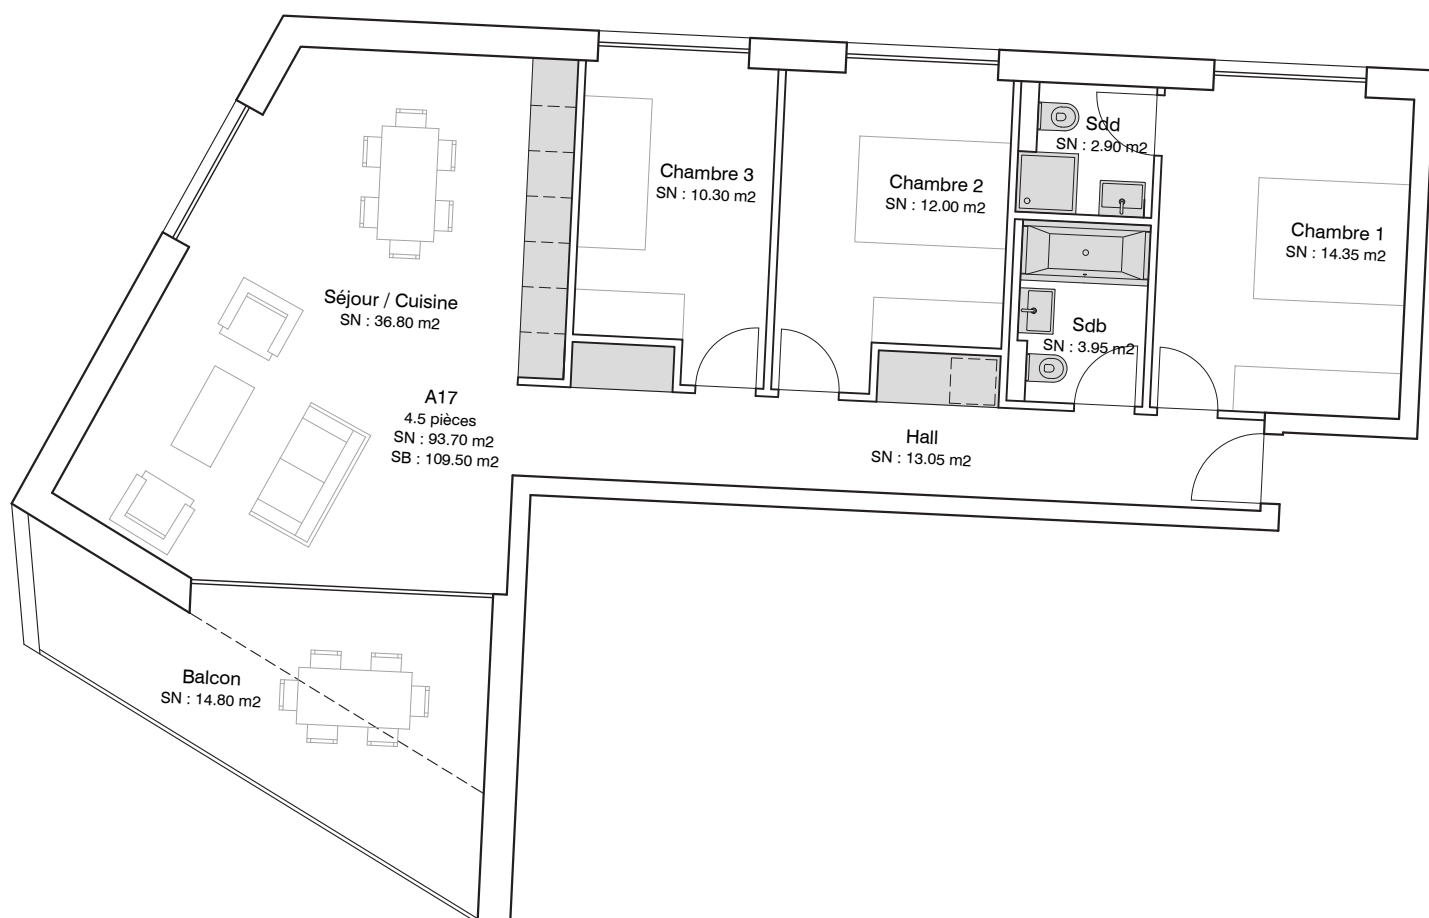 Sdd
SN : 2.90 m2
Chambre 3
SN : 10.30 m2
Chambre 2
SN : 12.00 m2
Chambre 1
SN : 14.35 m2
Séjour / Cuisine
SN : 36.80 m2
Sdb
SN : 3.95 m2
A17
4.5 pièces
SN : 93.70 m2
SB : 109.50 m2
Hall
SN : 13.05 m2
Balcon
SN : 14.80 m2